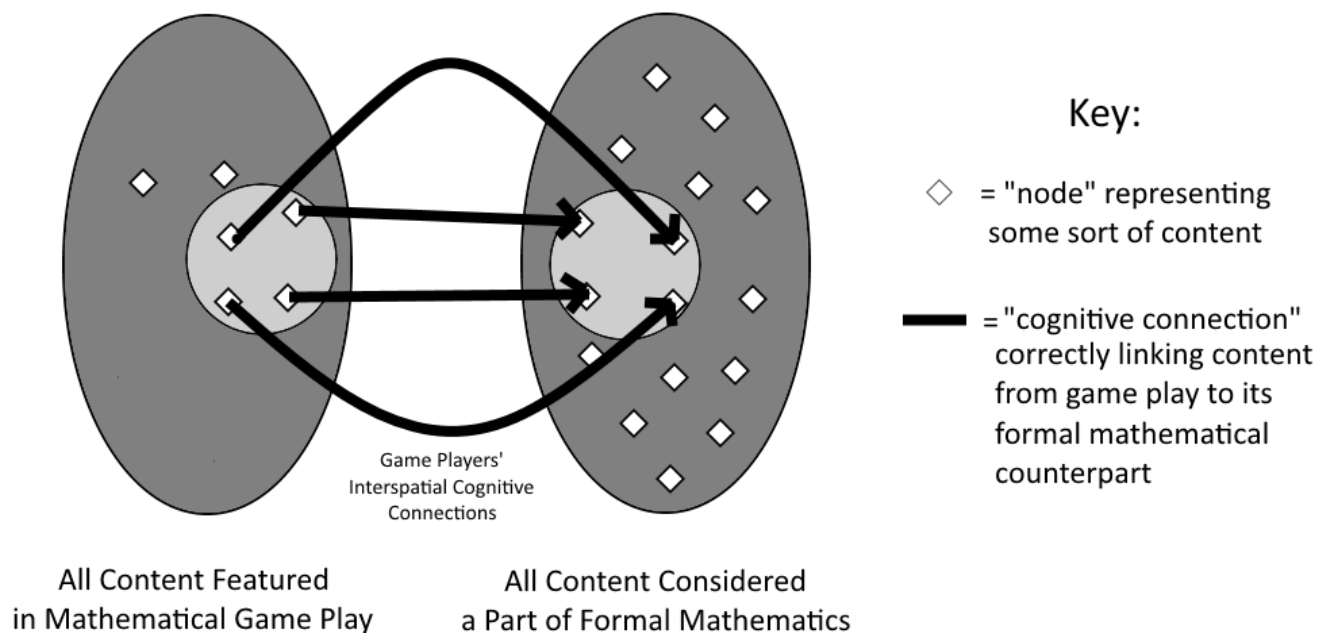 Key:
= "node" representing
some sort of content
= "cognitive connection"
correctly linking content
from game play to its
formal mathematical
counterpart
Game Players'
Interspatial Cognitive
Connections
All Content Featured
in Mathematical Game Play
All Content Considered
a Part of Formal Mathematics